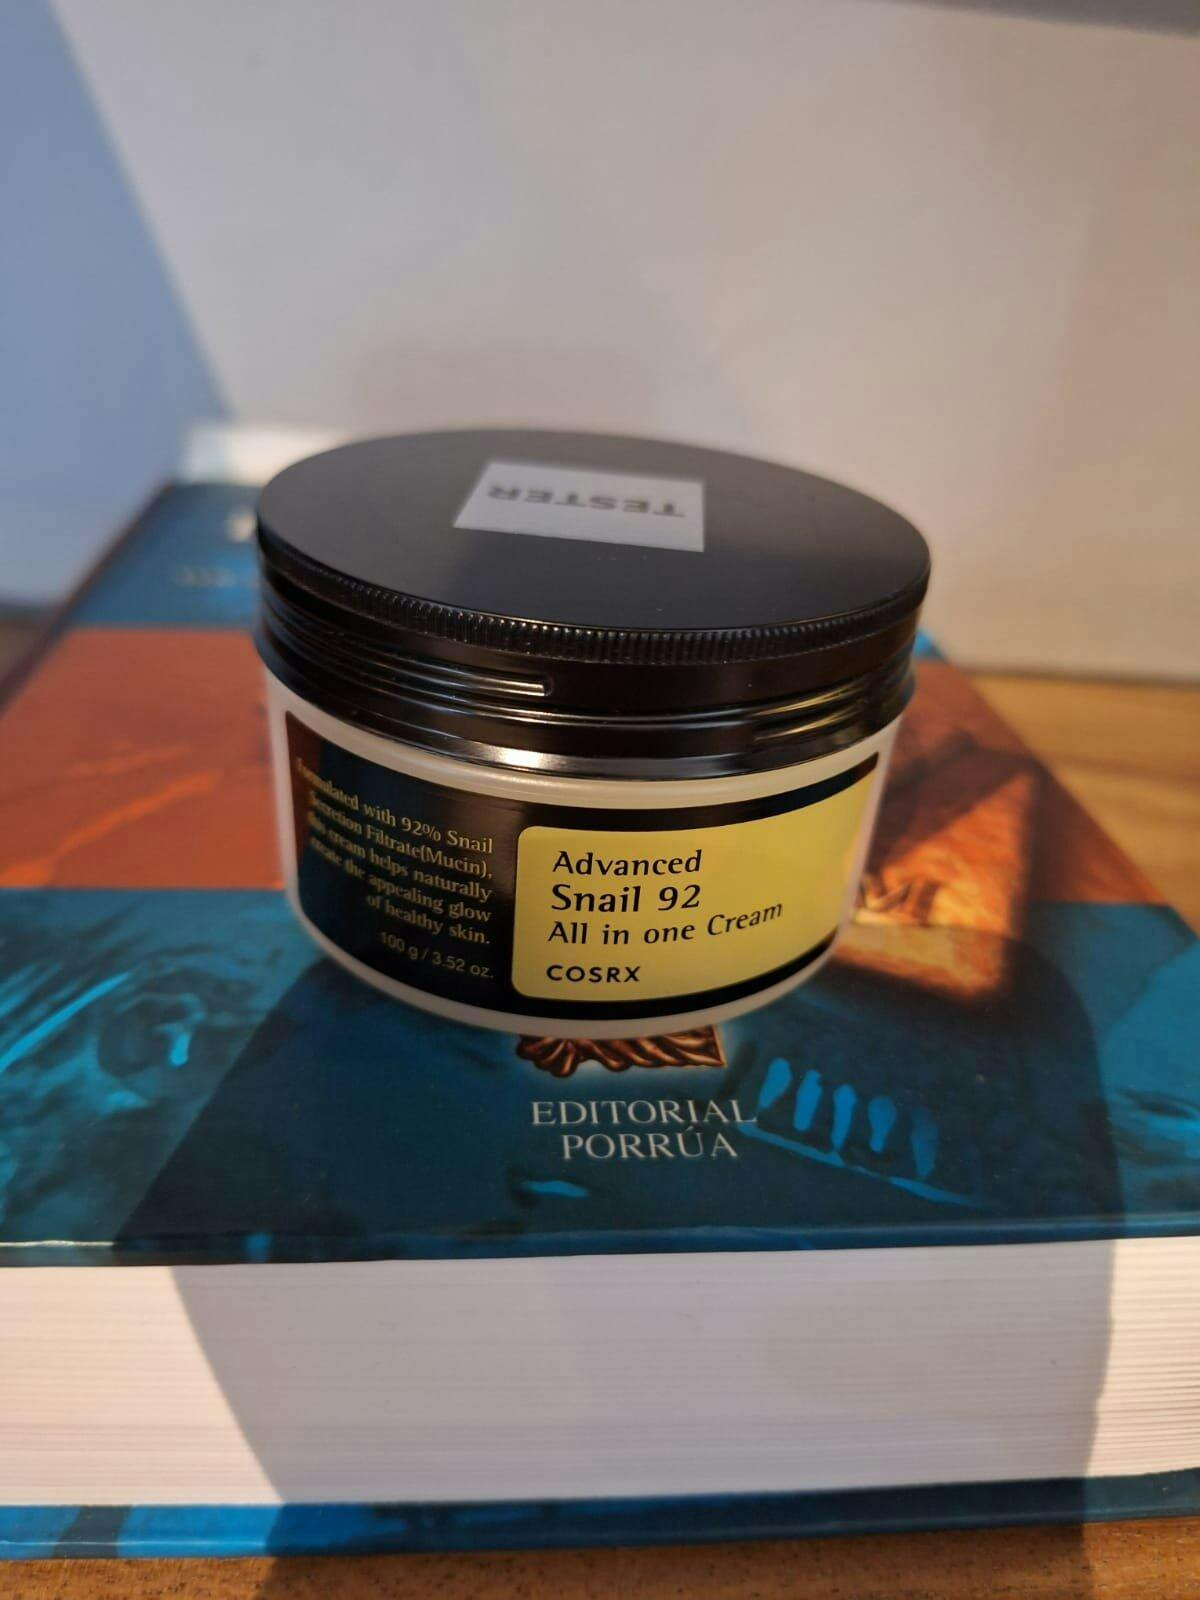 TESTER
Formulated with 92% Snail
Secretion Filtrate(Mucin),
this cream helps naturally
create the appealing glow
of healthy skin.
100 g / 3.52 oz.
Advanced
Snail 92
All in one Cream
COSRX
EDITORIAL
PORRÚA